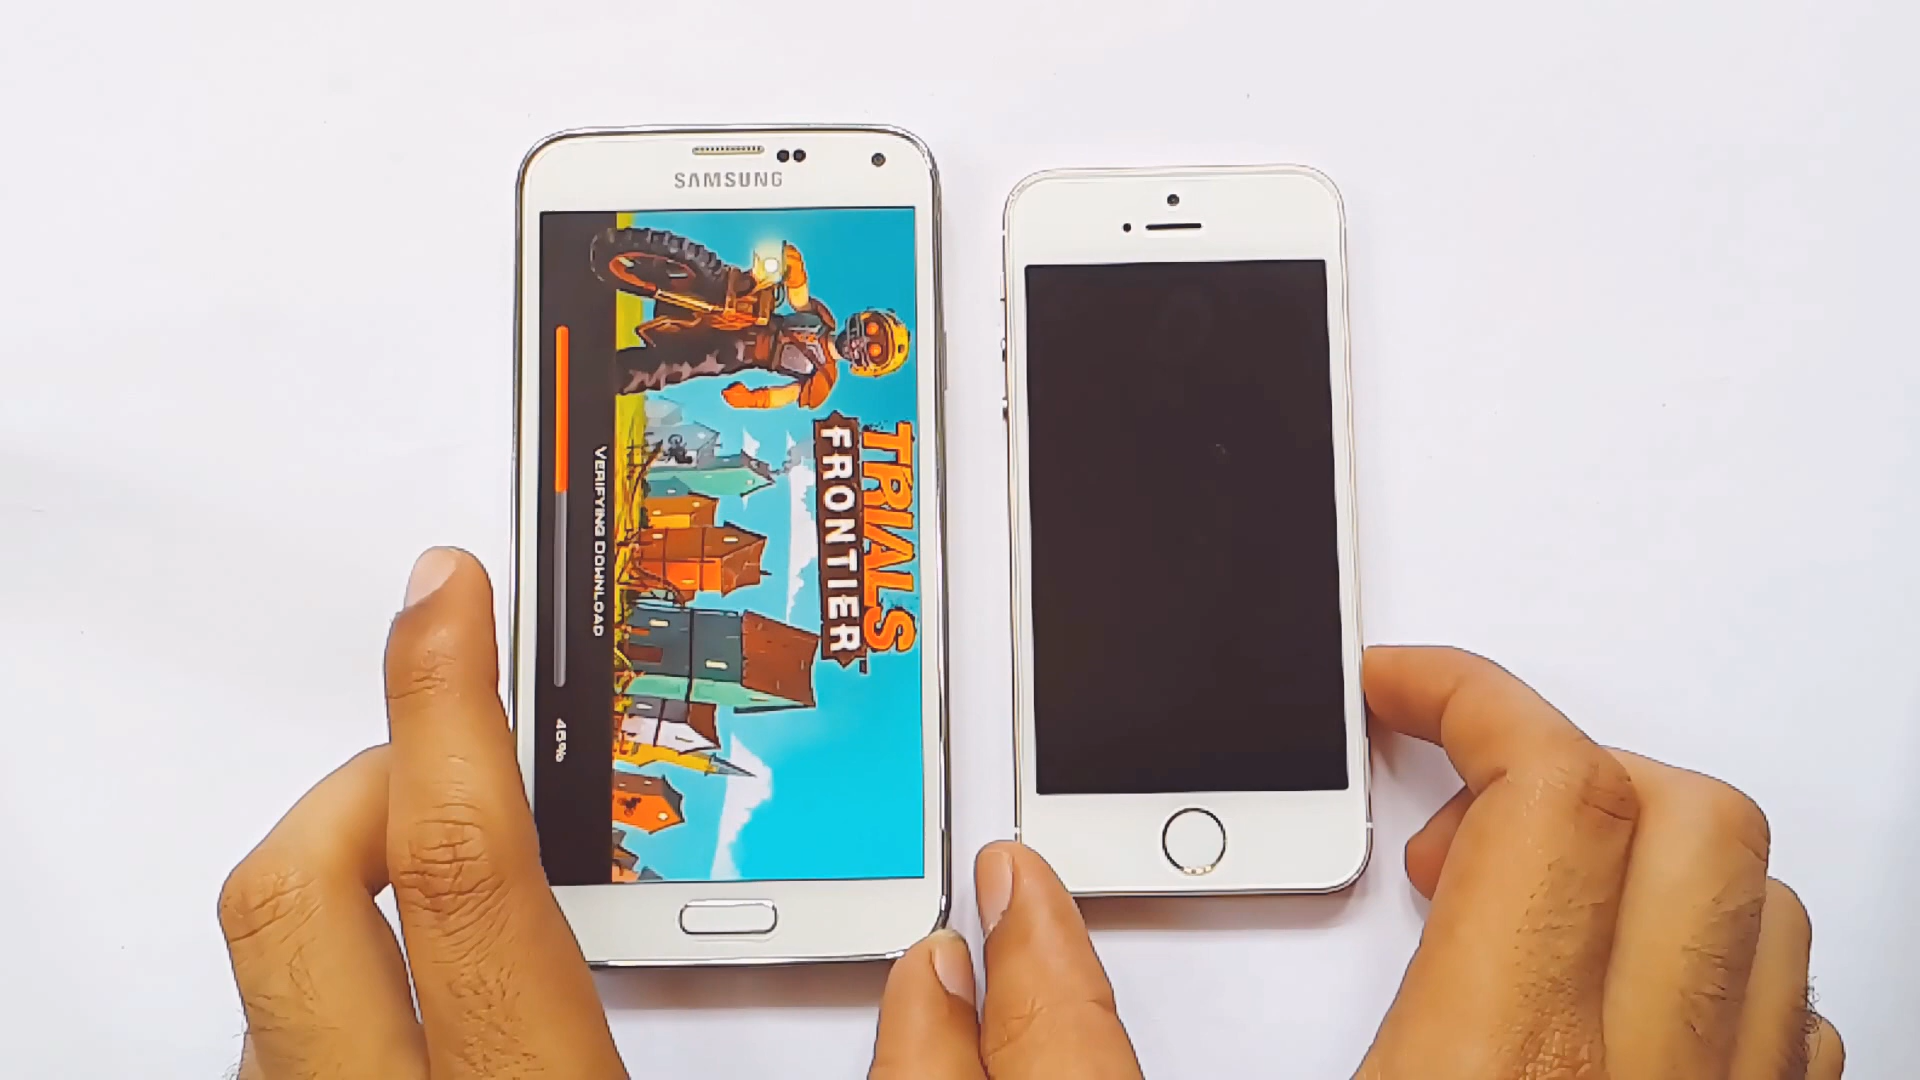 SAMSUNG
TRIALS
FRONTIER
VERIFYING DOWNLOAD
45%